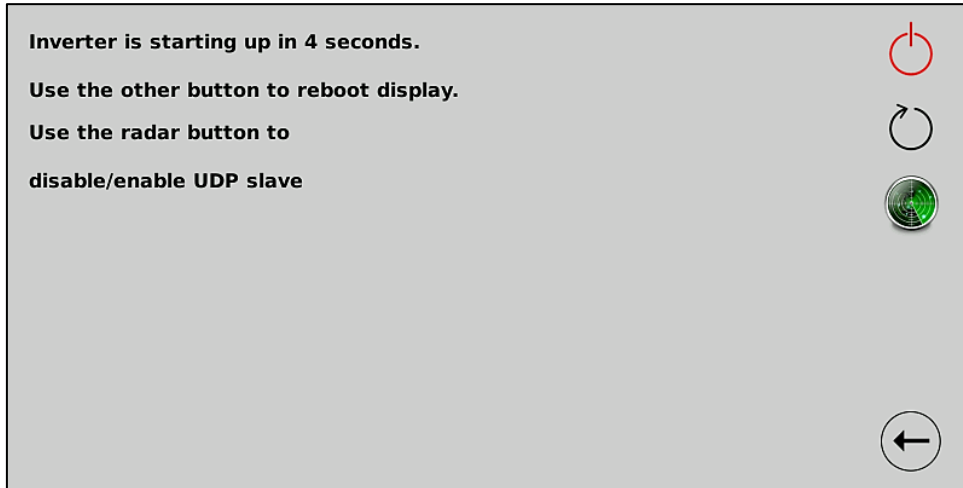 Inverter is starting up in 4 seconds.
Use the other button to reboot display.
Use the radar button to
disable/enable UDP slave